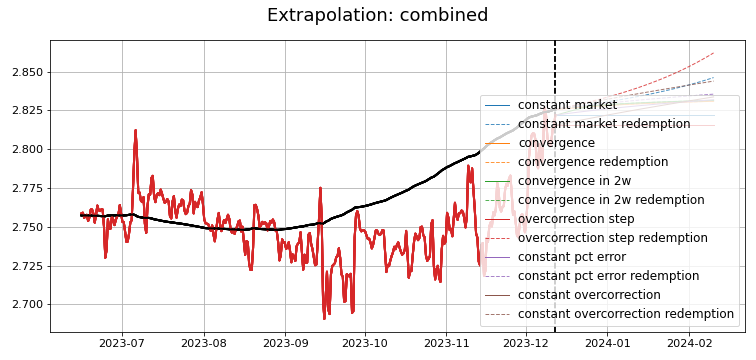 Extrapolation: combined
2.850
2.825
2.800
2.775
2.750
2.725
2.700
constant market
constant market redemption
convergence
convergence redemption
convergence in 2w
convergence in 2w redemption
overcorrection step
overcorrection step redemption
constant pct error
constant pct error redemption
constant overcorrection
constant overcorrection redemption
2023-07 2023-08 2023-09 2023-10 2023-11 2023-12 2024-01 2024-02